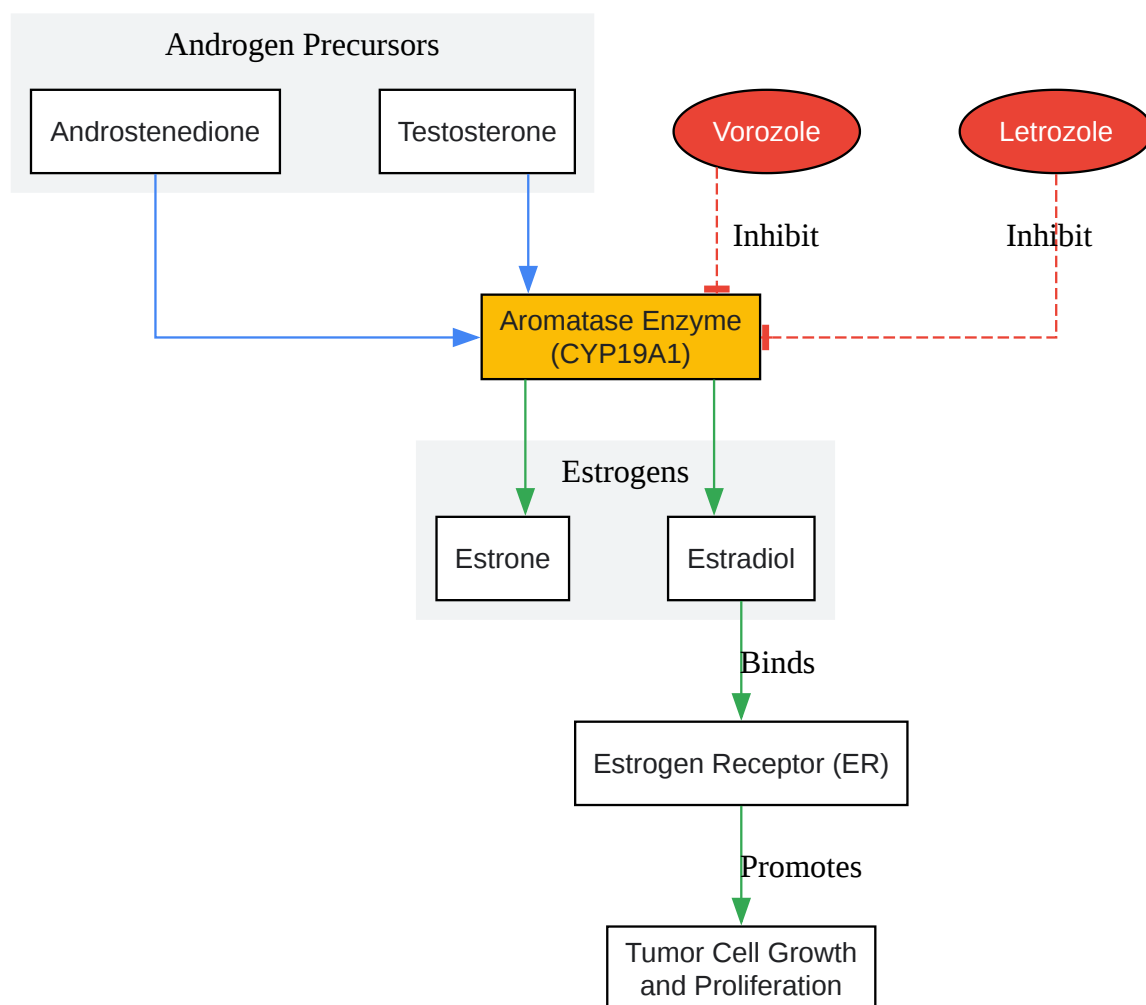 Androgen Precursors
Androstenedione
Testosterone
Vorozole
Letrozole
Inhibit
Inhibit
Aromatase Enzyme
(CYP19A1)
Estrogens
Estrone
Estradiol
Binds
Estrogen Receptor (ER)
Promotes
Tumor Cell Growth
and Proliferation